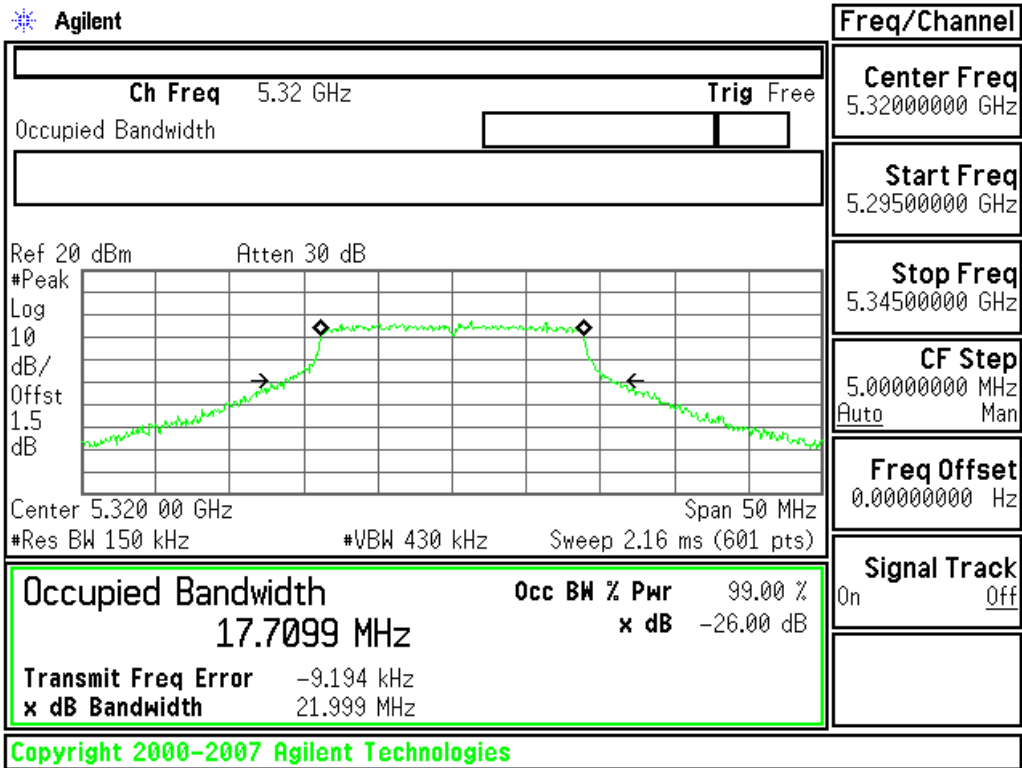 Agilent
Freq/Channel
Ch Freq 5.32 GHz Trig Free
Occupied Bandwidth
Center Freq
5.32000000 GHz
Start Freq
5.29500000 GHz
Stop Freq
5.34500000 GHz
CF Step
5.00000000 MHz
Auto Man
Freq Offset
0.00000000 Hz
Signal Track
On Off
Ref 20 dBm Atten 30 dB
#Peak
Log
10
dB/
Offst
1.5
dB
Center 5.320 00 GHz Span 50 MHz
#Res BW 150 kHz #VBW 430 kHz Sweep 2.16 ms (601 pts)
Occupied Bandwidth Occ BW % Pwr 99.00 %
17.7099 MHz x dB -26.00 dB
Transmit Freq Error -9.194 kHz
x dB Bandwidth 21.999 MHz
Copyright 2000-2007 Agilent Technologies